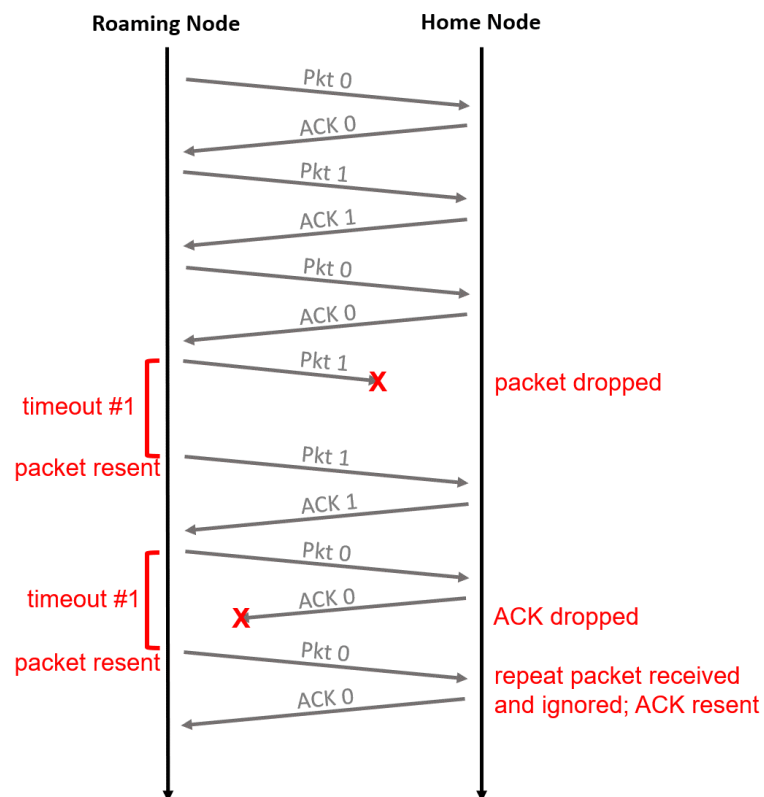 Roaming Node
Home Node
Pkt 0
ACK 0
Pkt 1
ACK 1
Pkt 0
ACK 0
Pkt 1
X
packet dropped
timeout #1
packet resent
Pkt 1
ACK 1
Pkt 0
timeout #1
ACK 0
X
ACK dropped
packet resent
Pkt 0
repeat packet received
and ignored; ACK resent
ACK 0